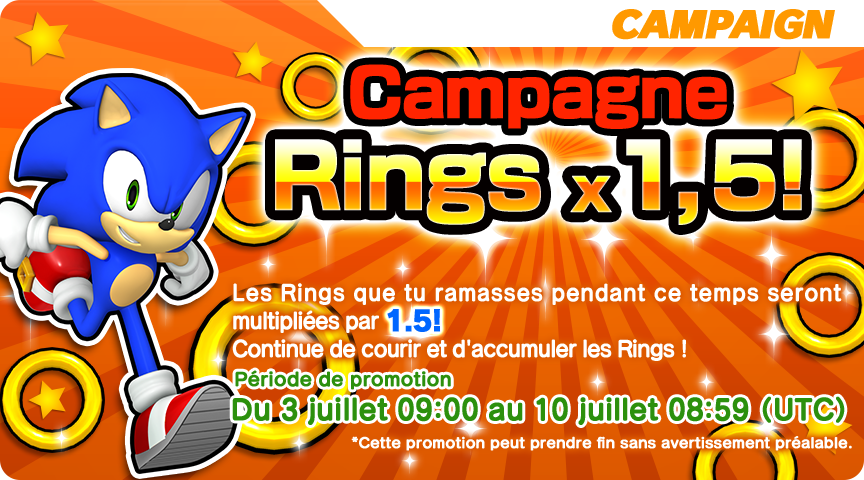 CAMPAIGN
Campagne
Rings x 1,5!
Les Rings que tu ramasses pendant ce temps seront
multipliées par 1.5!
Continue de courir et d'accumuler les Rings !
Période de promotion
Du 3 juillet 09:00 au 10 juillet 08:59 (UTC)
*Cette promotion peut prendre fin sans avertissement préalable.